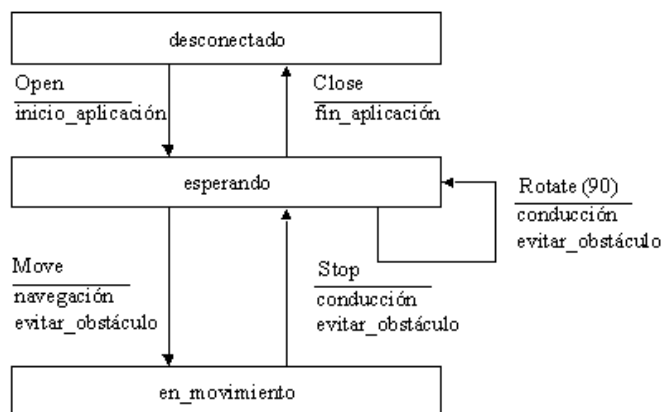 desconectado
Open
inicio_aplicación
Close
fin_aplicación
esperando
Rotate (90)
conducción
evitar_obstáculo
Move
navegación
evitar_obstáculo
Stop
conducción
evitar_obstáculo
en_movimiento